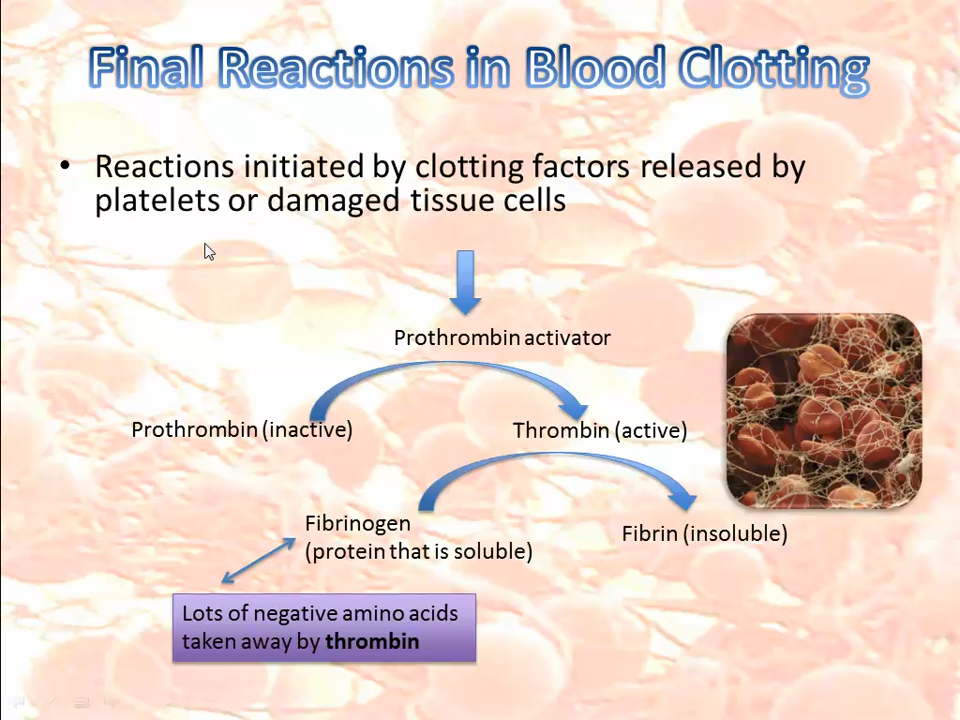 Final Reactions in Blood Clotting
• Reactions initiated by clotting factors released by
platelets or damaged tissue cells
Prothrombin activator
Prothrombin (inactive)
Thrombin (active)
Fibrinogen
(protein that is soluble)
Fibrin (insoluble)
Lots of negative amino acids
taken away by thrombin